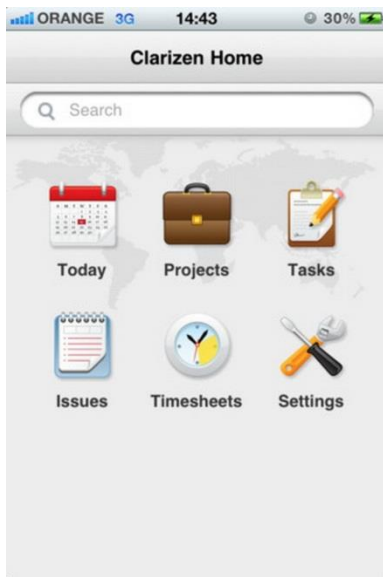 ORANGE 3G 14:43 30%
Clarizen Home
Search
Today Projects Tasks
Issues Timesheets Settings